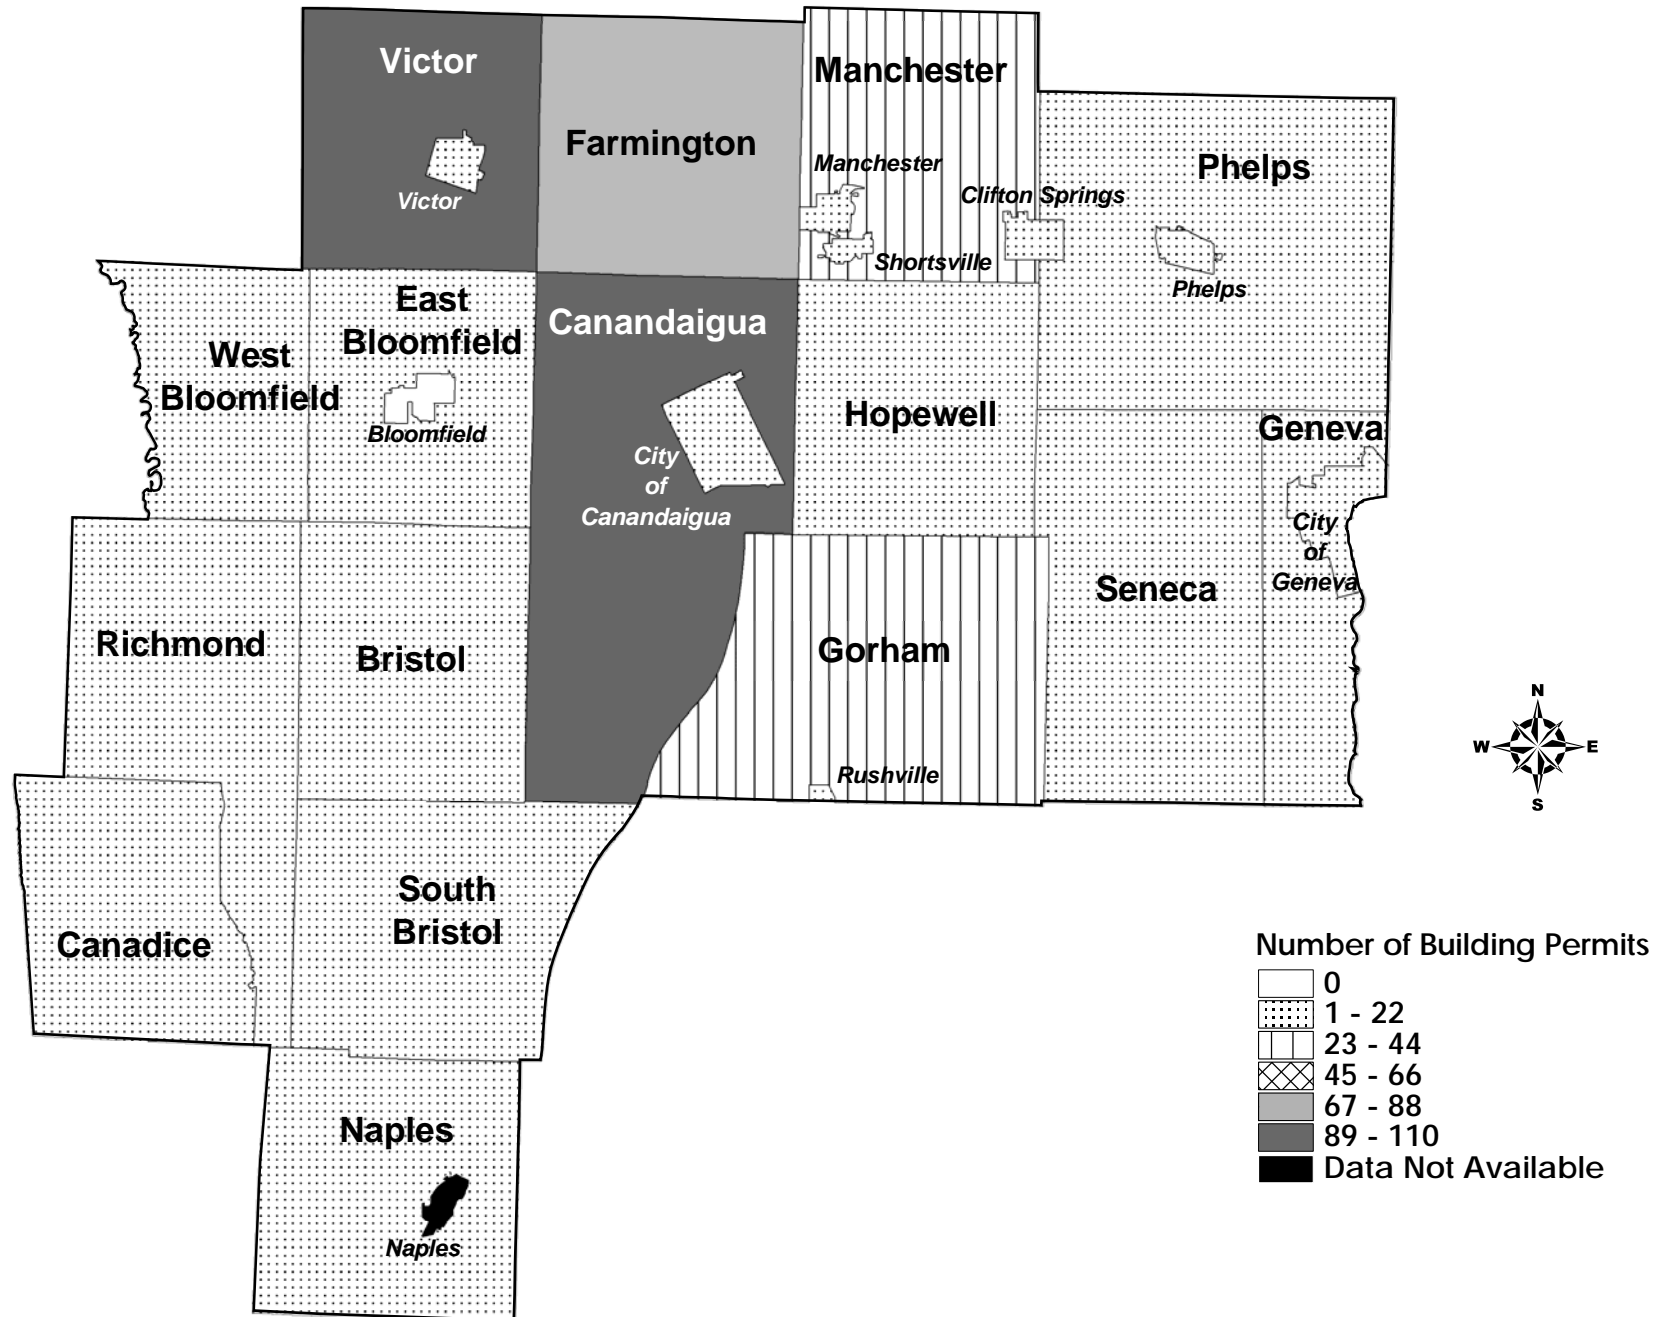 Victor
Farmington
Manchester
Manchester
Phelps
Clifton Springs
Victor
Shortsville
Phelps
East
Bloomfield
Canandaigua
West
Bloomfield
Hopewell
Geneva
Bloomfield
City
of
Canandaigua
City
of
Geneva
Seneca
Richmond
Bristol
Gorham
Rushville
N
W
E
S
South
Bristol
Canadice
Naples
Naples
Number of Building Permits
0
1 - 22
23 - 44
45 - 66
67 - 88
89 - 110
Data Not Available